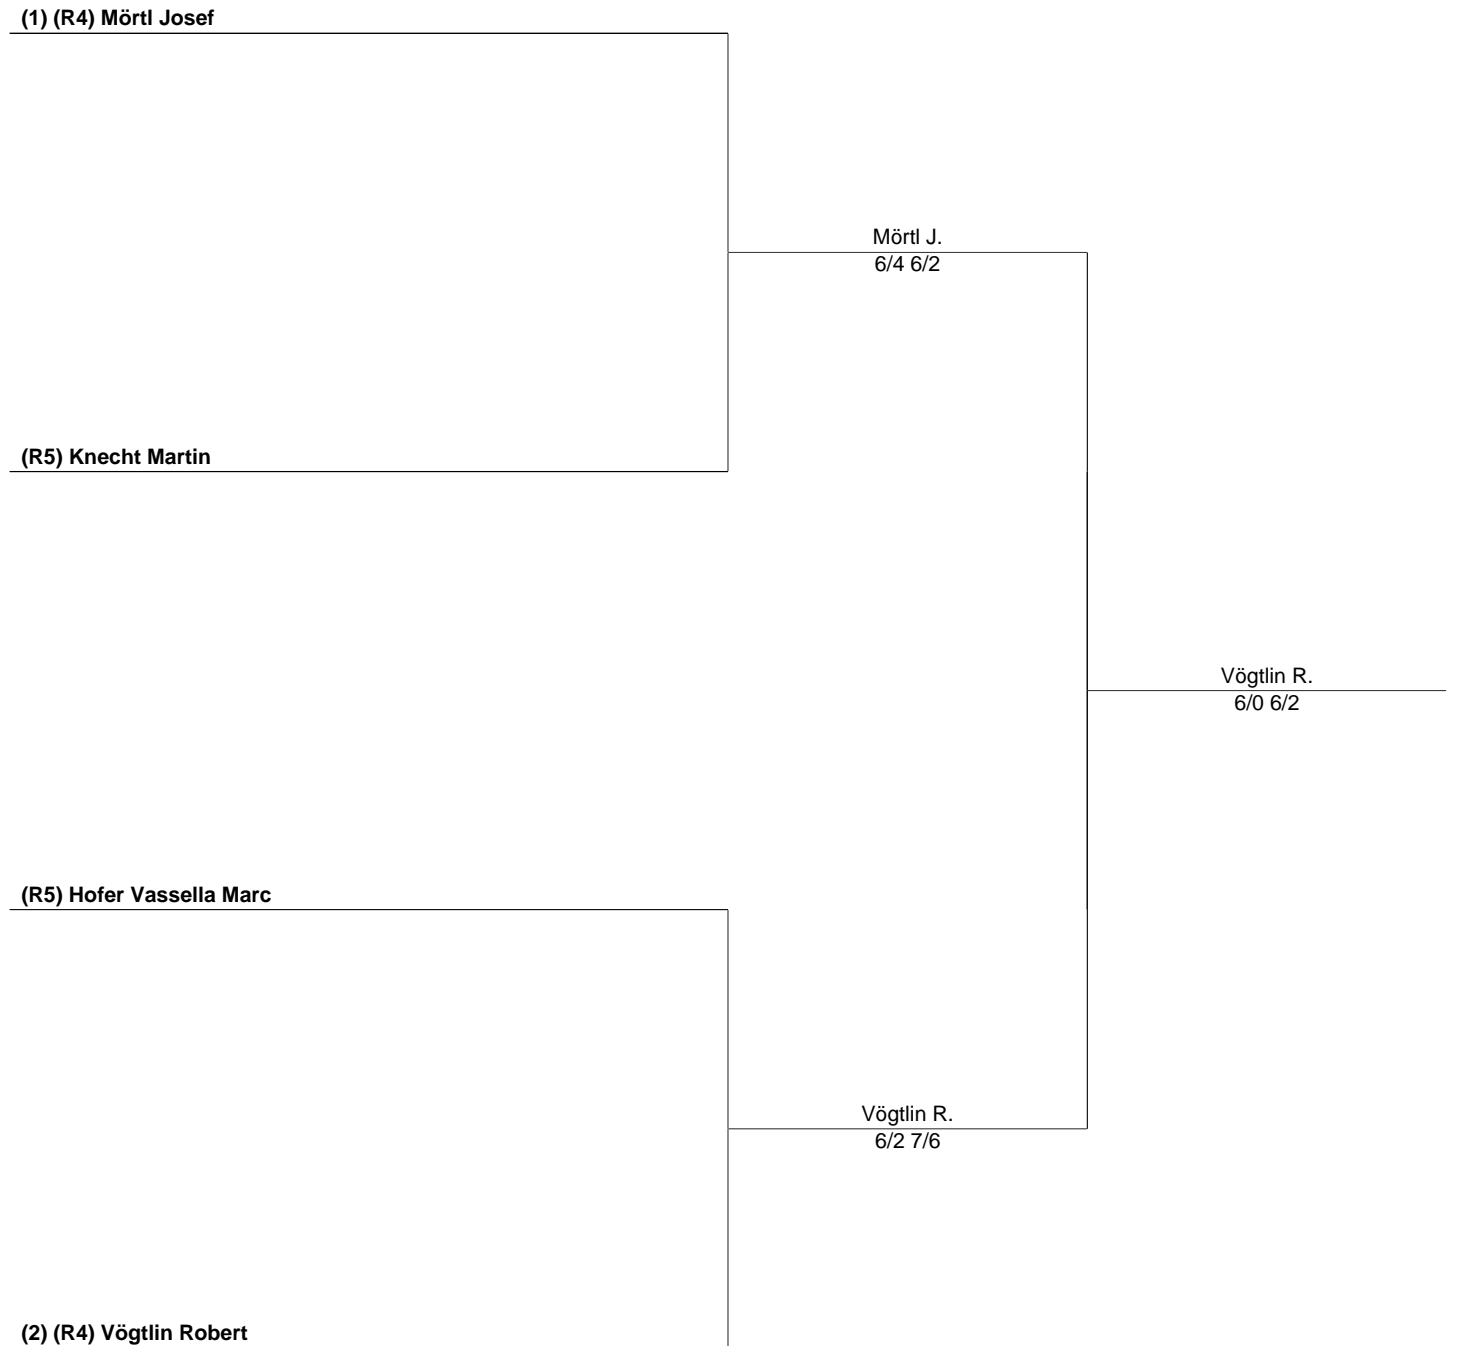 (1) (R4) Mörtl Josef
Mörtl J.
6/4 6/2
(R5) Knecht Martin
Vögtlin R.
6/0 6/2
(R5) Hofer Vassella Marc
Vögtlin R.
6/2 7/6
(2) (R4) Vögtlin Robert